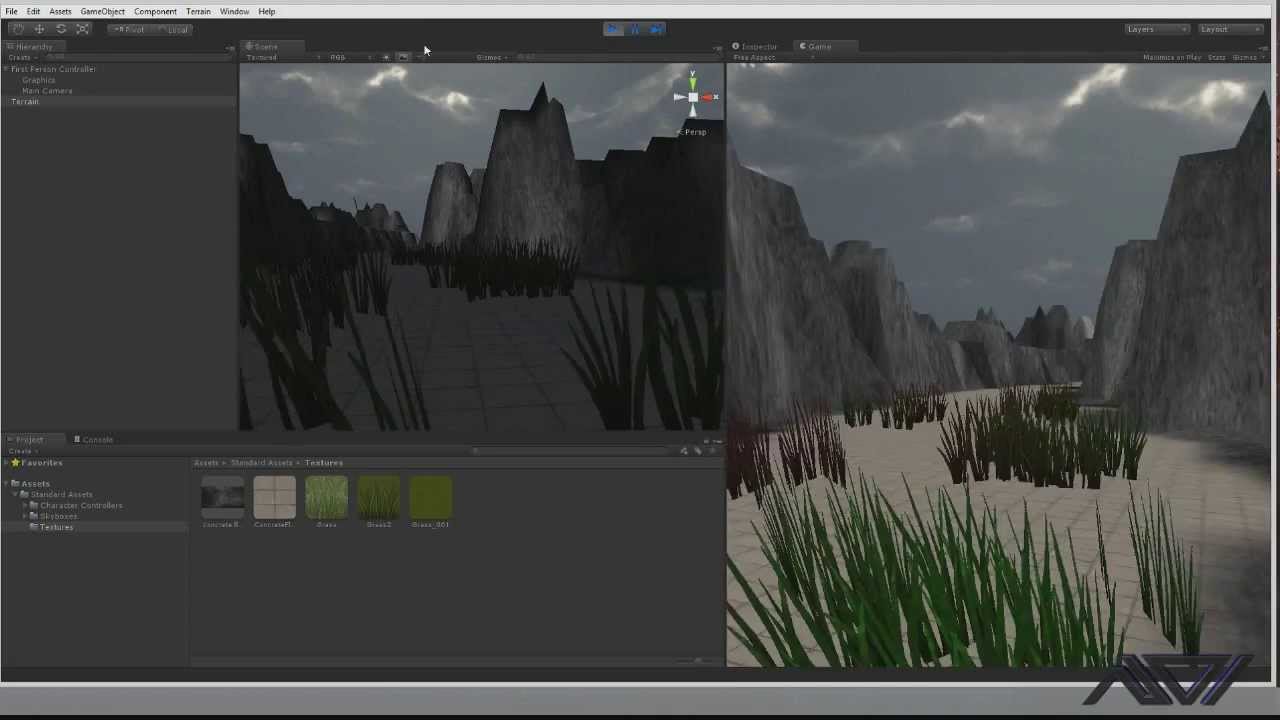 File Edit Assets GameObject Component Terrain Window Help
Pivot Local Layers Layout
Hierarchy Scene Inspector Game
Create Textured RGB Gizmos Free Aspect Maximize on Play Stats Gizmos
First Person Controller
Graphics
Main Camera
Terrain
y
x
< Persp
Project Console
Create
Favorites
Assets > Standard Assets > Textures
Assets
Standard Assets
Character Controllers
Skyboxes
Textures
ConcreteFl... Grass Grass2 Grass_001